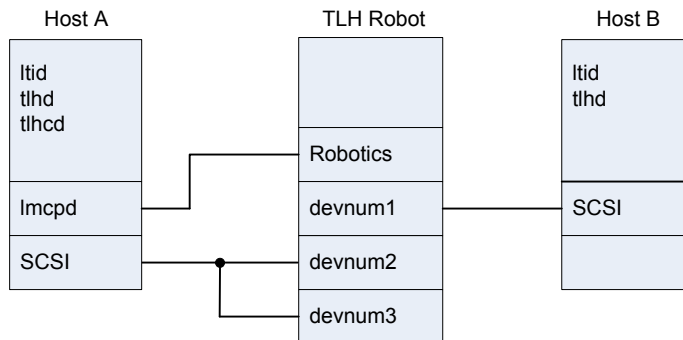 Host A
TLH Robot
Host B
ltid
tlhd
tlhcd
lmcpd
SCSI
Robotics
devnum1
devnum2
devnum3
ltid
tlhd
SCSI